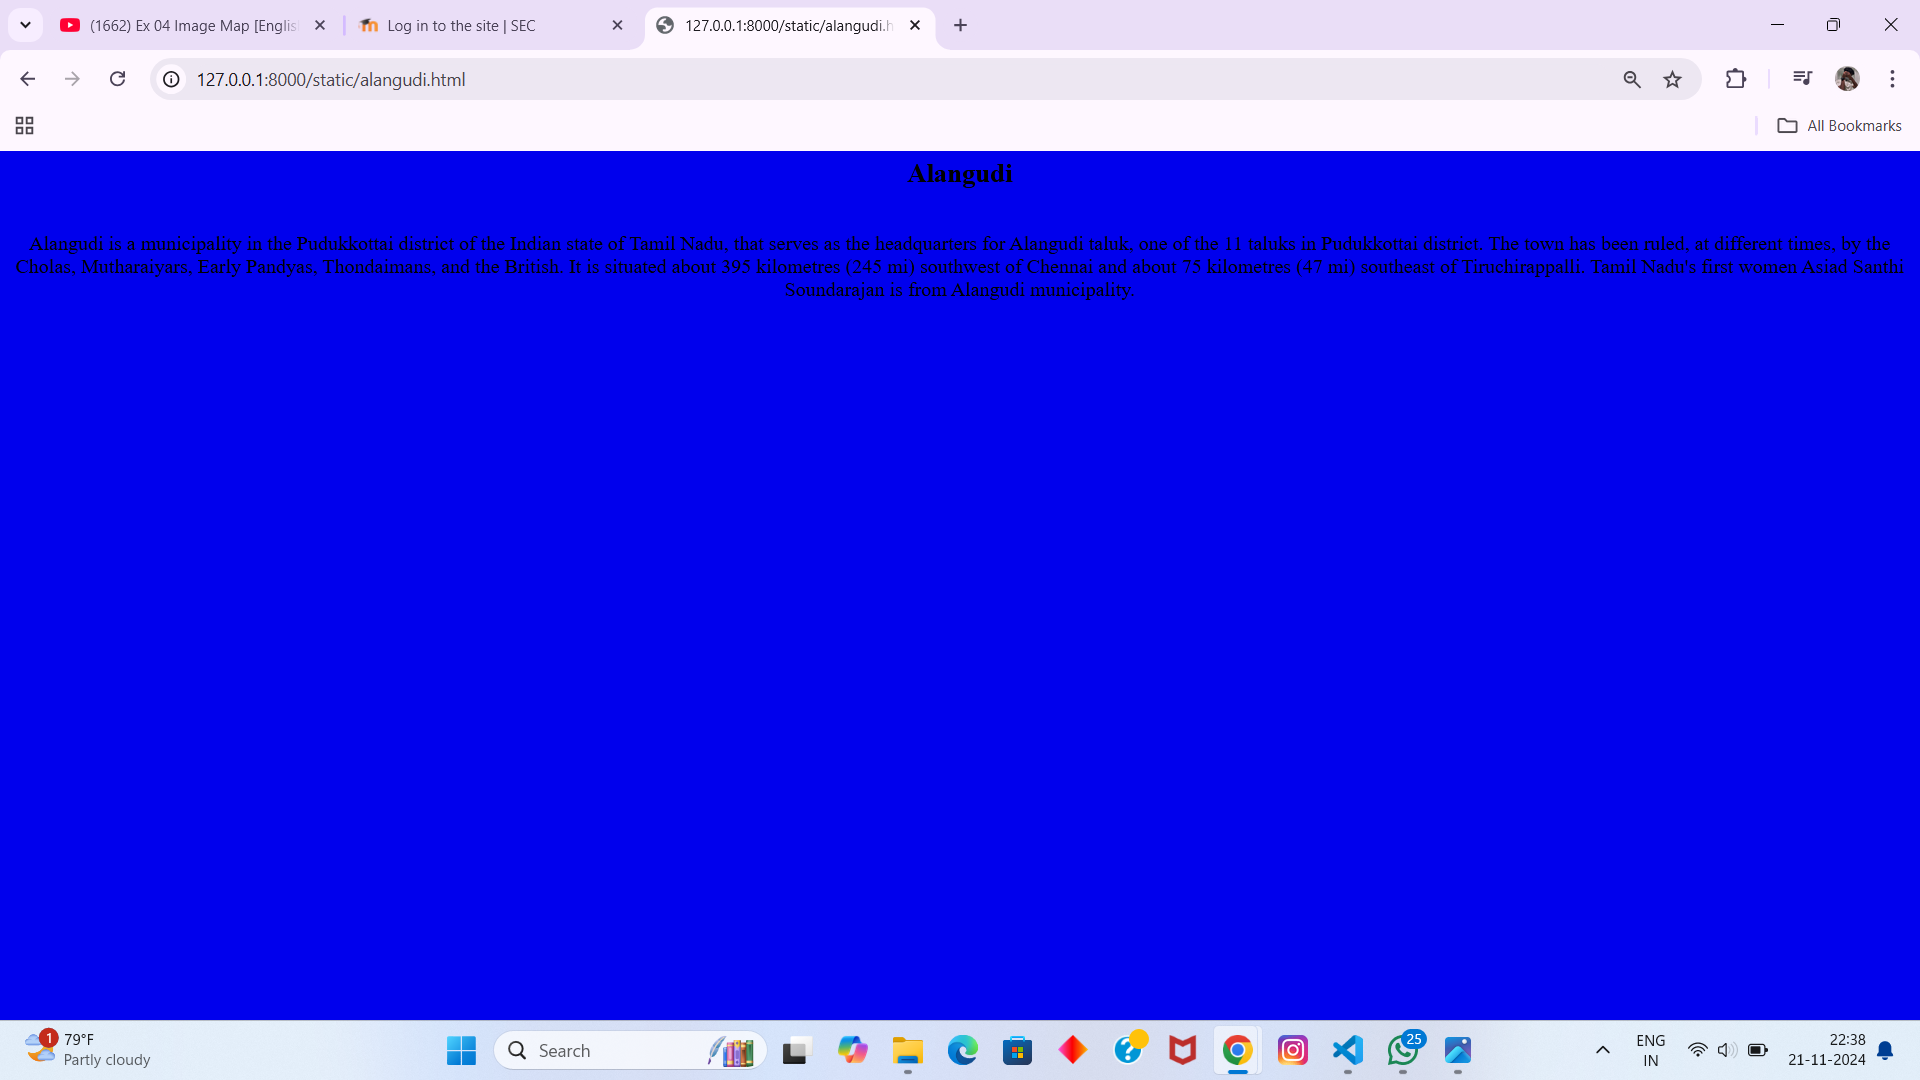 (1662) Ex 04 Image Map [Englis
Log in to the site | SEC
127.0.0.1:8000/static/alangudi.h
127.0.0.1:8000/static/alangudi.html
All Bookmarks
Alangudi
Alangudi is a municipality in the Pudukkottai district of the Indian state of Tamil Nadu, that serves as the headquarters for Alangudi taluk, one of the 11 taluks in Pudukkottai district. The town has been ruled, at different times, by the
Cholas, Mutharaiyars, Early Pandyas, Thondaimans, and the British. It is situated about 395 kilometres (245 mi) southwest of Chennai and about 75 kilometres (47 mi) southeast of Tiruchirappalli. Tamil Nadu's first women Asiad Santhi
Soundarajan is from Alangudi municipality.
1
79°F
Partly cloudy
Search
25
ENG
IN
22:38
21-11-2024